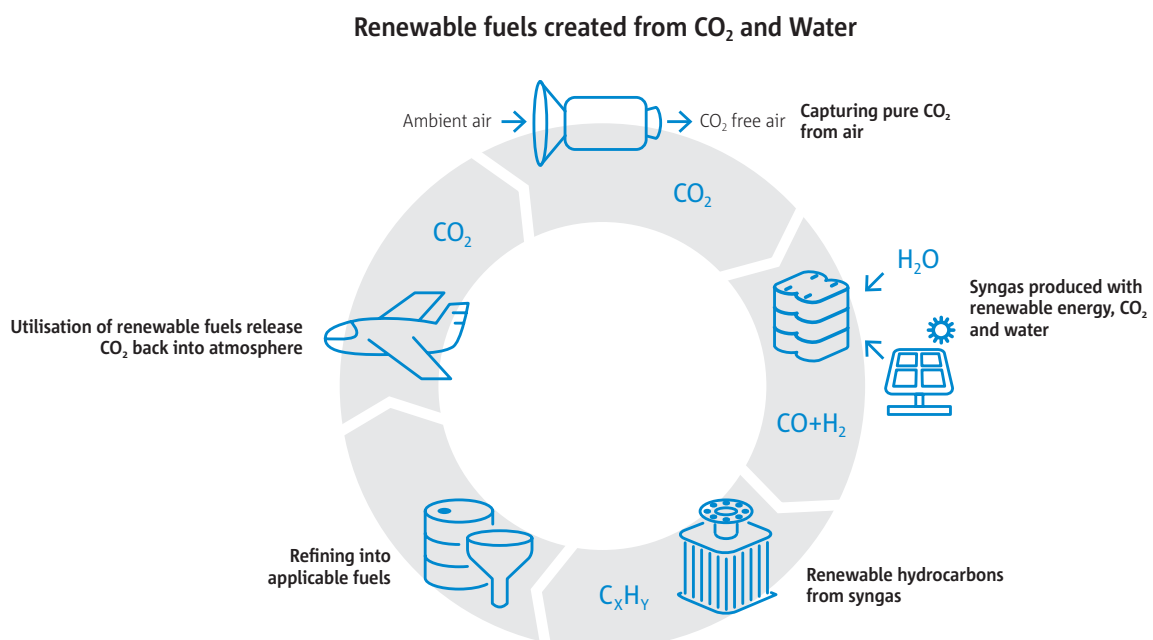 Renewable fuels created from CO₂ and Water
Ambient air
CO₂ free air
Capturing pure CO₂
from air
CO₂
CO₂
H₂O
Syngas produced with
renewable energy, CO₂
and water
Utilisation of renewable fuels release
CO₂ back into atmosphere
CO+H₂
Refining into
applicable fuels
CXHY
Renewable hydrocarbons
from syngas